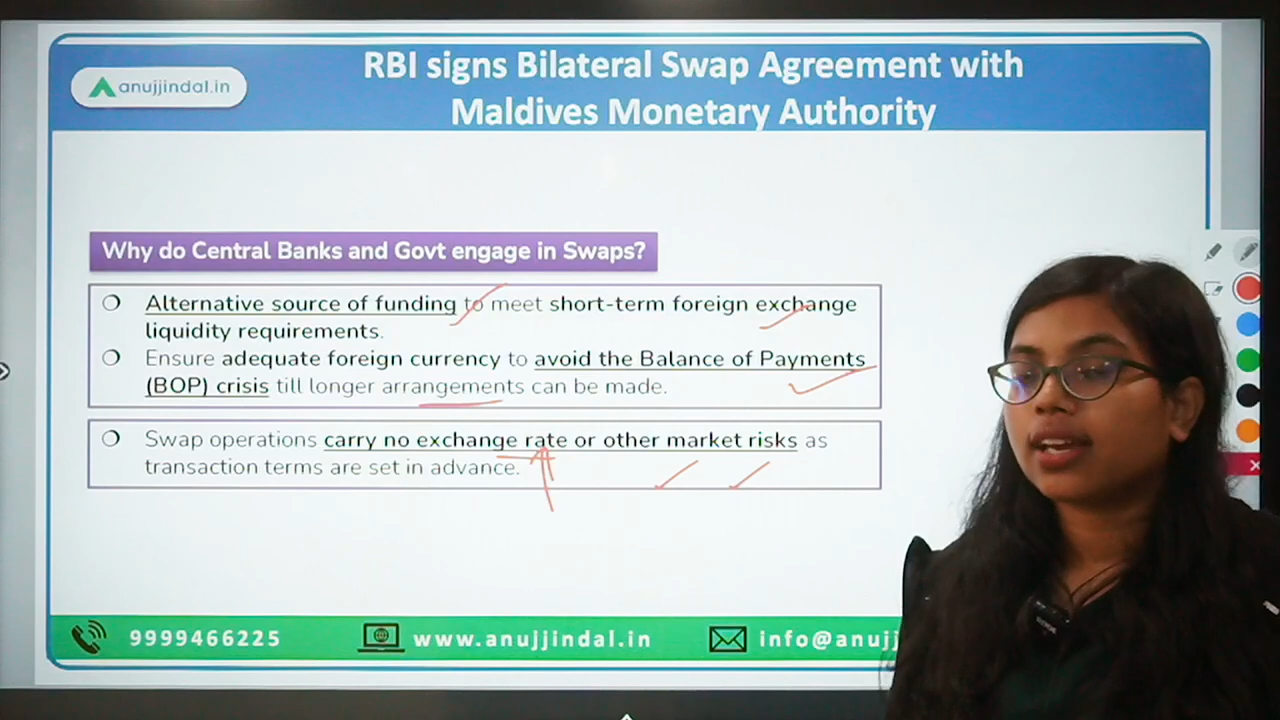 anujjindal.in
RBI signs Bilateral Swap Agreement with
Maldives Monetary Authority
Why do Central Banks and Govt engage in Swaps?
Alternative source of funding to meet short-term foreign exchange
liquidity requirements.
Ensure adequate foreign currency to avoid the Balance of Payments
(BOP) crisis till longer arrangements can be made.
Swap operations carry no exchange rate or other market risks as
transaction terms are set in advance.
9999466225
www.anujjindal.in
info@anujj